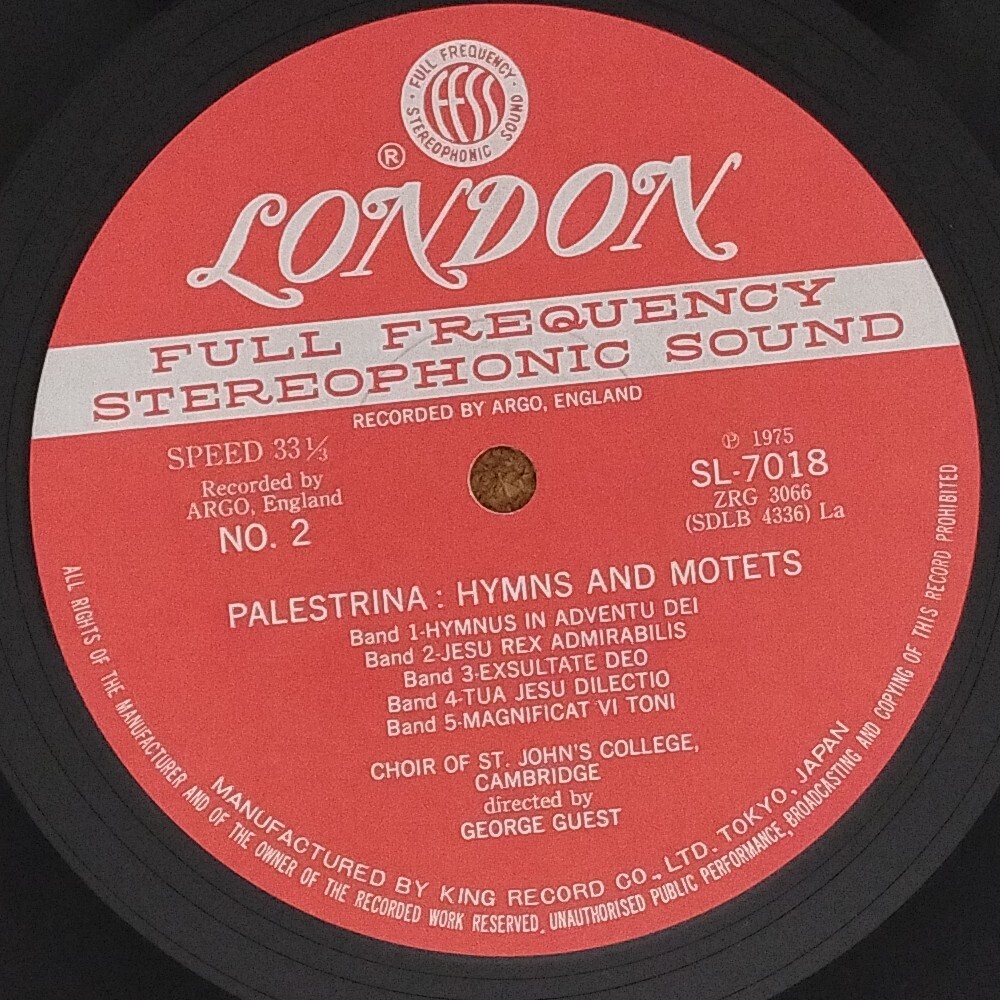 FULL FREQUENCY
FFSS
STEREOPHONIC SOUND
®
LONDON
FULL FREQUENCY
STEREOPHONIC SOUND
RECORDED BY ARGO, ENGLAND
SPEED 33⅓
Recorded by
ARGO, England
NO. 2
℗ 1975
SL-7018
ZRG 3066
(SDLB 4336) La
PALESTRINA : HYMNS AND MOTETS
Band 1-HYMNUS IN ADVENTU DEI
Band 2-JESU REX ADMIRABILIS
Band 3-EXSULTATE DEO
Band 4-TUA JESU DILECTIO
Band 5-MAGNIFICAT VI TONI
CHOIR OF ST. JOHN'S COLLEGE,
CAMBRIDGE
directed by
GEORGE GUEST
MANUFACTURED BY KING RECORD CO., LTD. TOKYO, JAPAN
ALL RIGHTS OF THE MANUFACTURER AND OF THE OWNER OF THE RECORDED WORK RESERVED. UNAUTHORISED PUBLIC PERFORMANCE, BROADCASTING AND COPYING OF THIS RECORD PROHIBITED